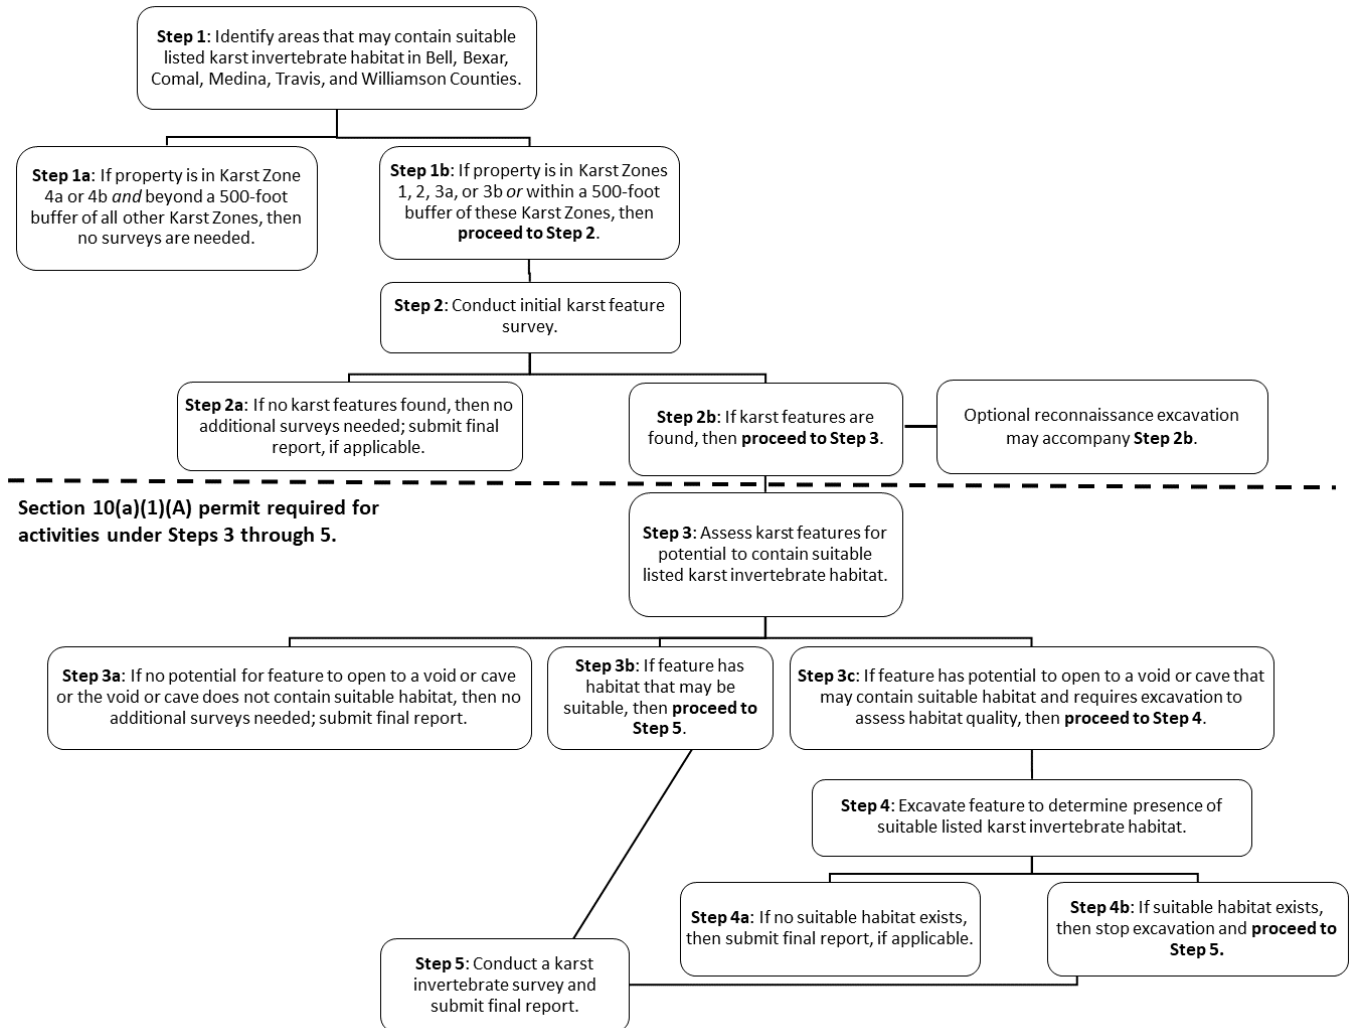 Step 1: Identify areas that may contain suitable
listed karst invertebrate habitat in Bell, Bexar,
Comal, Medina, Travis, and Williamson Counties.
Step 1a: If property is in Karst Zone
4a or 4b and beyond a 500-foot
buffer of all other Karst Zones, then
no surveys are needed.
Step 1b: If property is in Karst Zones
1, 2, 3a, or 3b or within a 500-foot
buffer of these Karst Zones, then
proceed to Step 2.
Step 2: Conduct initial karst feature
survey.
Step 2a: If no karst features found, then no
additional surveys needed; submit final
report, if applicable.
Step 2b: If karst features are
found, then proceed to Step 3.
Optional reconnaissance excavation
may accompany Step 2b.
Section 10(a)(1)(A) permit required for
activities under Steps 3 through 5.
Step 3: Assess karst features for
potential to contain suitable
listed karst invertebrate habitat.
Step 3a: If no potential for feature to open to a void or cave
or the void or cave does not contain suitable habitat, then no
additional surveys needed; submit final report.
Step 3b: If feature has
habitat that may be
suitable, then proceed to
Step 5.
Step 3c: If feature has potential to open to a void or cave that
may contain suitable habitat and requires excavation to
assess habitat quality, then proceed to Step 4.
Step 4: Excavate feature to determine presence of
suitable listed karst invertebrate habitat.
Step 4a: If no suitable habitat exists,
then submit final report, if applicable.
Step 4b: If suitable habitat exists,
then stop excavation and proceed to
Step 5.
Step 5: Conduct a karst
invertebrate survey and
submit final report.